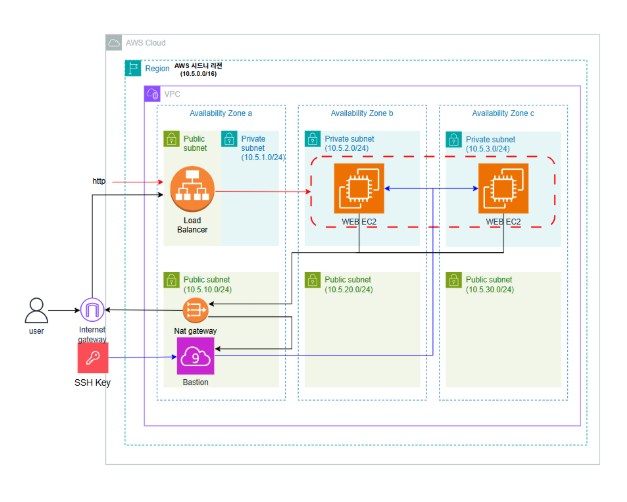 AWS Cloud
Region
AWS 시드니 리전
(10.5.0.0/16)
VPC
Availability Zone a
Availability Zone b
Availability Zone c
Public
subnet
Private
subnet
(10.5.1.0/24)
Private subnet
(10.5.2.0/24)
Private subnet
(10.5.3.0/24)
http
Load
Balancer
WEB EC2
WEB EC2
Public subnet
(10.5.10.0/24)
Public subnet
(10.5.20.0/24)
Public subnet
(10.5.30.0/24)
user
Internet
gateway
Nat gateway
SSH Key
9
Bastion